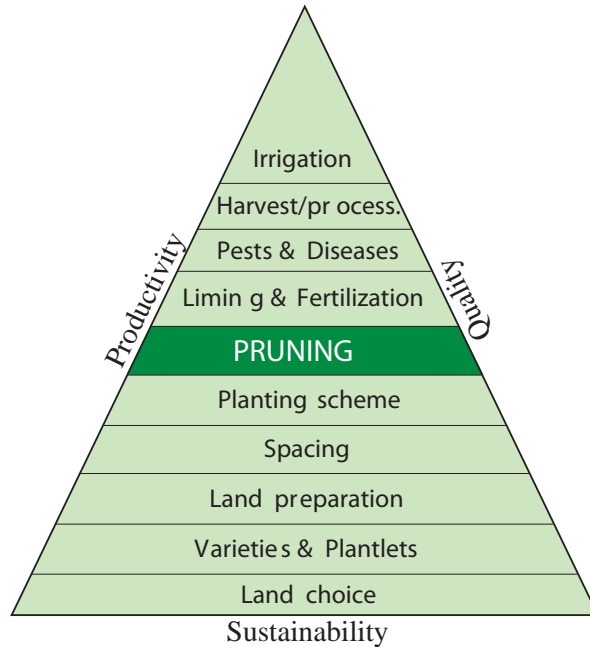 Irrigation
Harvest/pr ocess.
Pests & Diseases
Limin g & Fertilization
PRUNING
Planting scheme
Spacing
Land preparation
Varieties & Plantlets
Land choice
Productivity
Quality
Sustainability